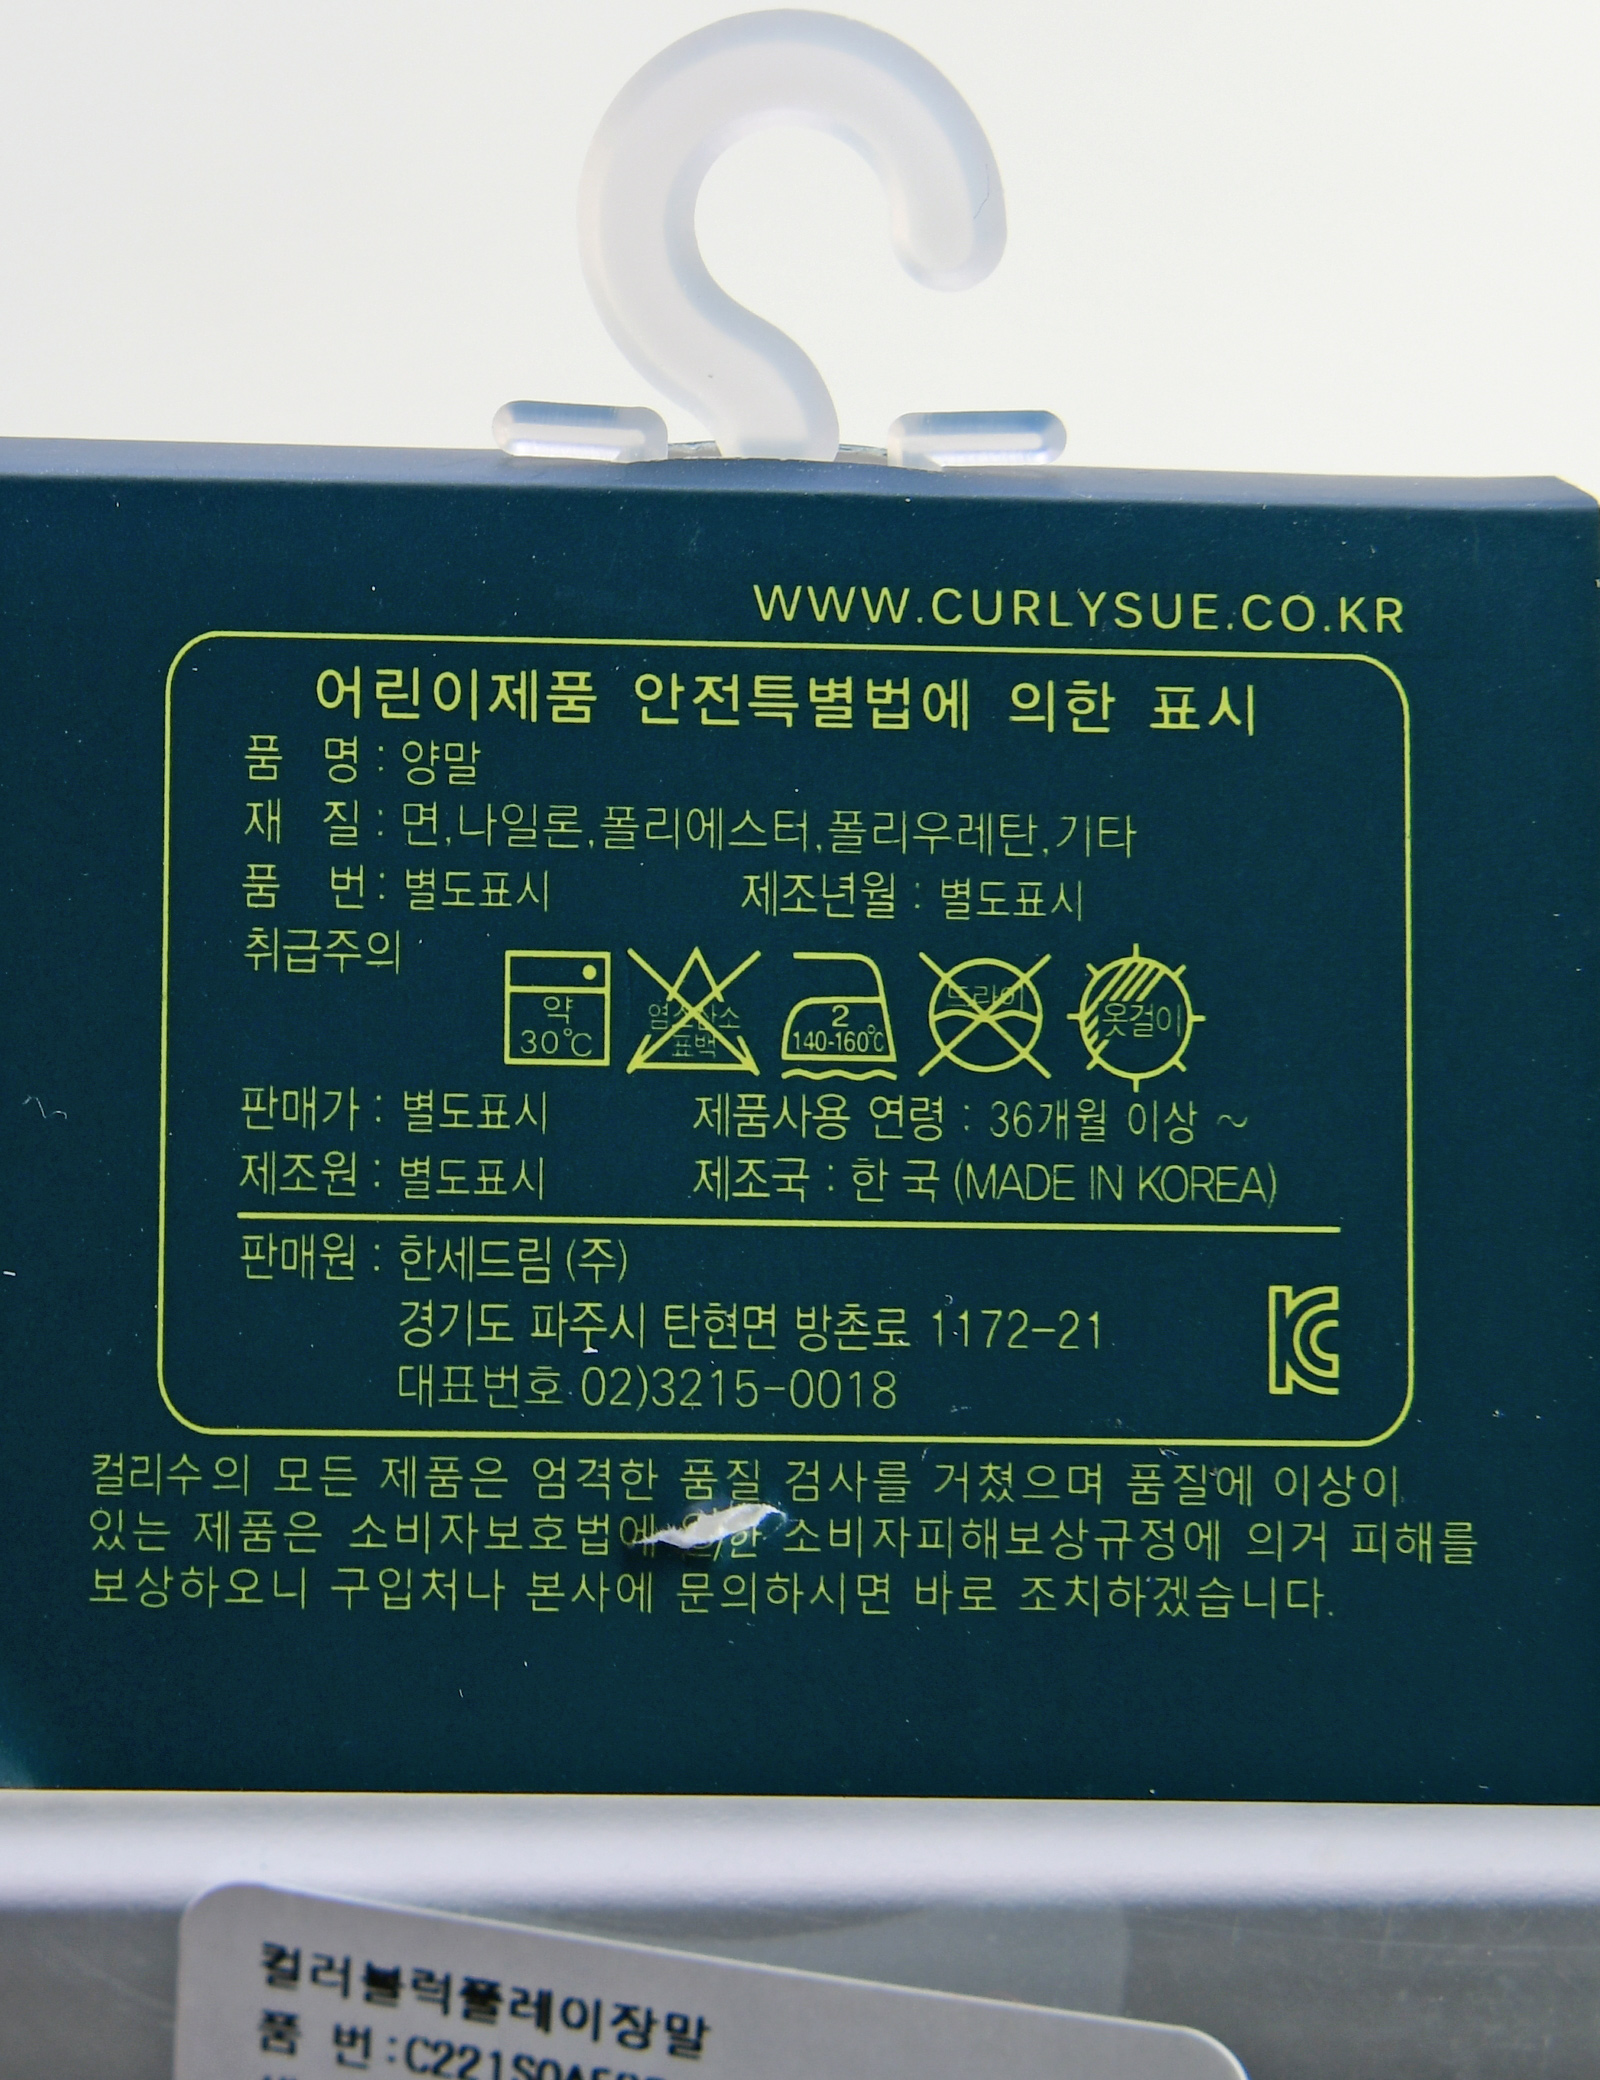 WWW.CURLYSUE.CO.KR
어린이제품 안전특별법에 의한 표시
품 명 : 양말
재 질 : 면,나일론,폴리에스터,폴리우레탄,기타
품 번 : 별도표시 제조년월 : 별도표시
취급주의
약 30℃
염소산소 표백
2 140-160℃
드라이
옷걸이
판매가 : 별도표시 제품사용 연령 : 36개월 이상 ~
제조원 : 별도표시 제조국 : 한 국 (MADE IN KOREA)
판매원 : 한세드림 (주)
경기도 파주시 탄현면 방촌로 1172-21
대표번호 02)3215-0018
컬리수의 모든 제품은 엄격한 품질 검사를 거쳤으며 품질에 이상이
있는 제품은 소비자보호법에 소비자피해보상규정에 의거 피해를
보상하오니 구입처나 본사에 문의하시면 바로 조치하겠습니다.
컬러블럭플레이장말
품 번 :